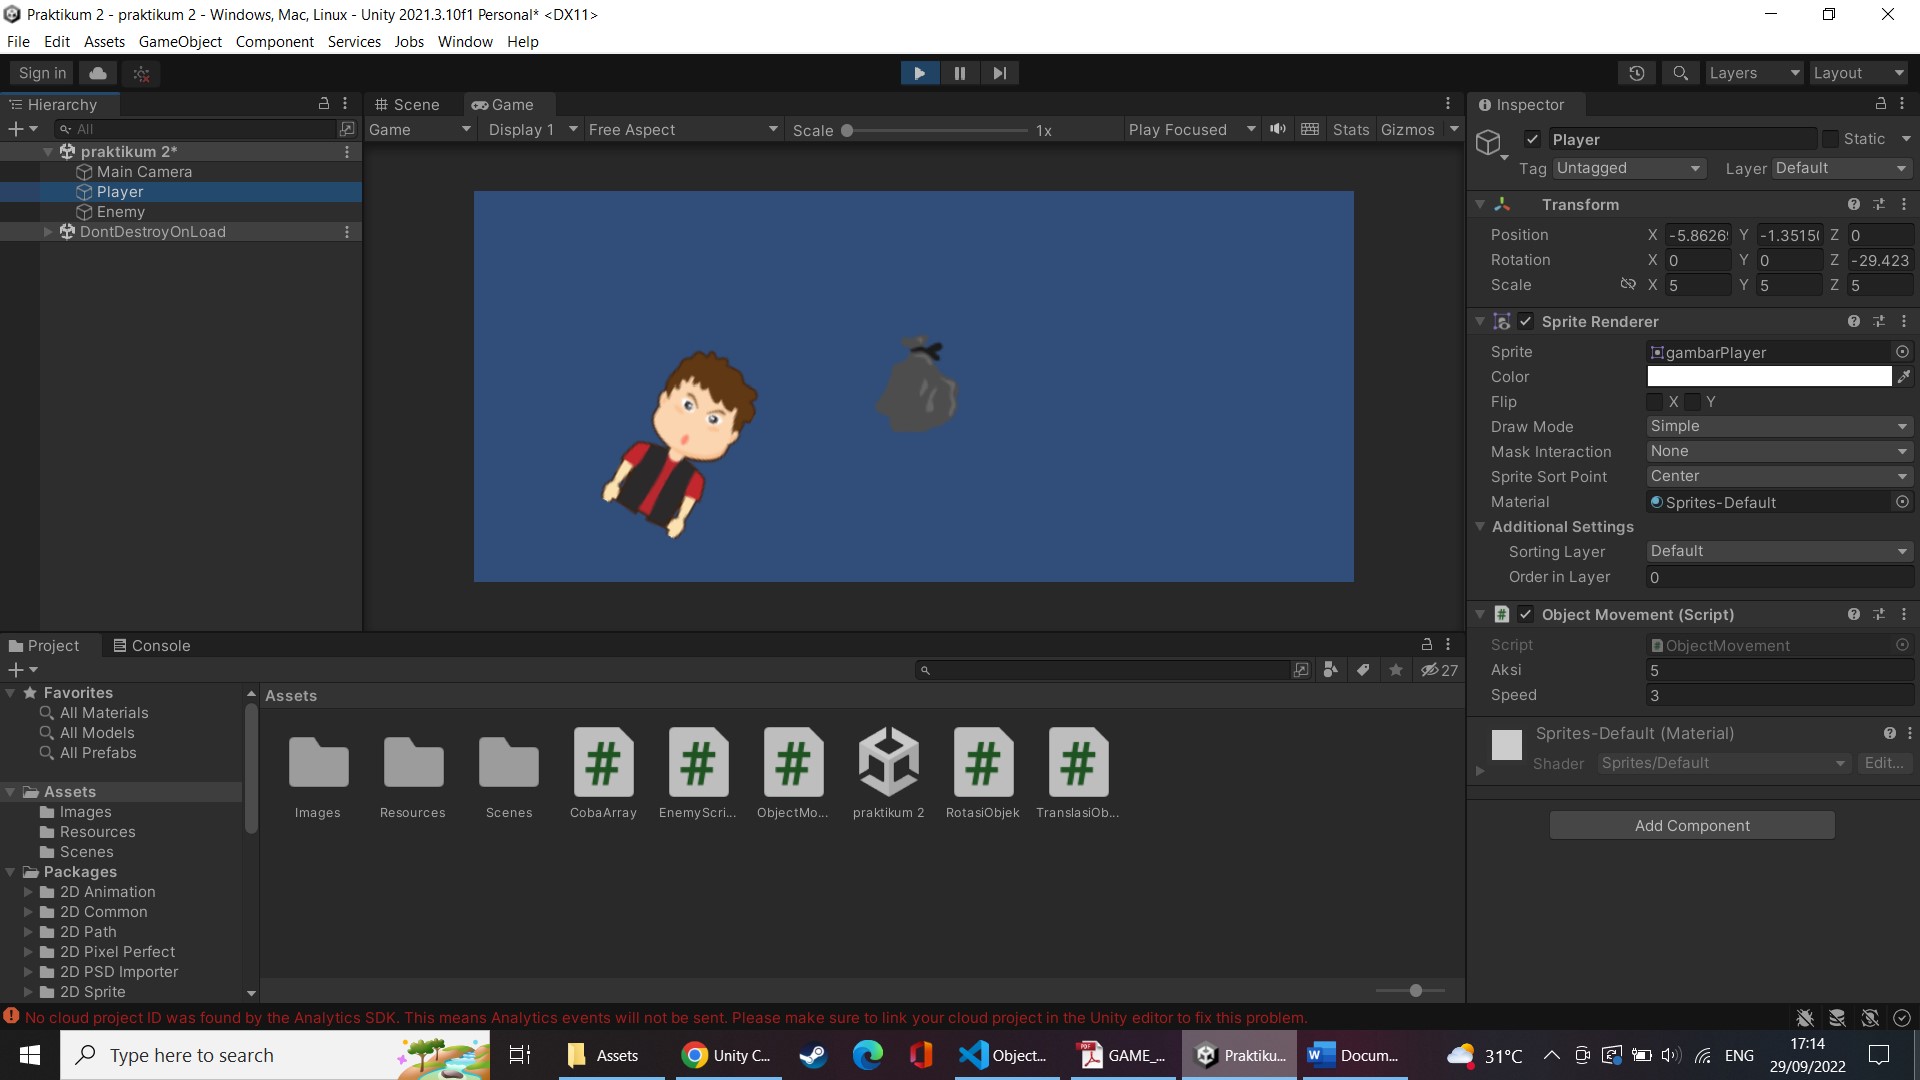 Praktikum 2 - praktikum 2 - Windows, Mac, Linux - Unity 2021.3.10f1 Personal* <DX11>
File Edit Assets GameObject Component Services Jobs Window Help
Sign in
Layers Layout
Hierarchy
All
praktikum 2*
Main Camera
Player
Enemy
DontDestroyOnLoad
Scene Game
Game Display 1 Free Aspect Scale 1x Play Focused Stats Gizmos
Inspector
Player Static
Tag Untagged Layer Default
Transform
Position X -5.8626 Y -1.3515 Z 0
Rotation X 0 Y 0 Z -29.423
Scale X 5 Y 5 Z 5
Sprite Renderer
Sprite gambarPlayer
Color
Flip X Y
Draw Mode Simple
Mask Interaction None
Sprite Sort Point Center
Material Sprites-Default
Additional Settings
Sorting Layer Default
Order in Layer 0
Object Movement (Script)
Script ObjectMovement
Aksi 5
Speed 3
Sprites-Default (Material)
Shader Sprites/Default Edit...
Add Component
Project Console
27
Favorites
All Materials
All Models
All Prefabs
Assets
Images
Resources
Scenes
Packages
2D Animation
2D Common
2D Path
2D Pixel Perfect
2D PSD Importer
2D Sprite
Assets
Images Resources Scenes CobaArray EnemyScri... ObjectMo... praktikum 2 RotasiObjek TranslasiOb...
No cloud project ID was found by the Analytics SDK. This means Analytics events will not be sent. Please make sure to link your cloud project in the Unity editor to fix this problem.
Type here to search
Assets Unity C... Object... GAME_... Praktiku... Docum...
31°C ENG
17:14
29/09/2022